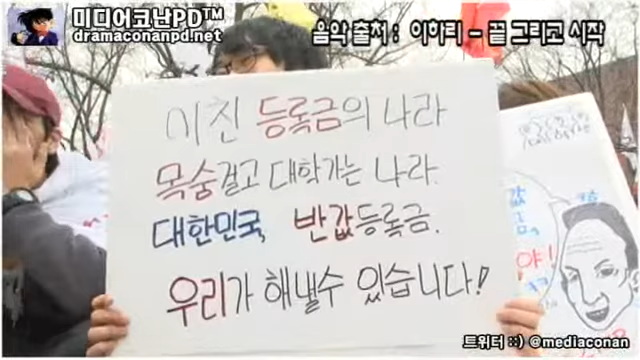 미디어코난PD™
dramaconanpd.net
음악 출처 : 이하티 - 끝 그리고 시작
미친 등록금의 나라
목숨걸고 대학가는 나라.
대한민국, 반값등록금.
우리가 해낼수 있습니다!
트위터 ::) @mediaconan